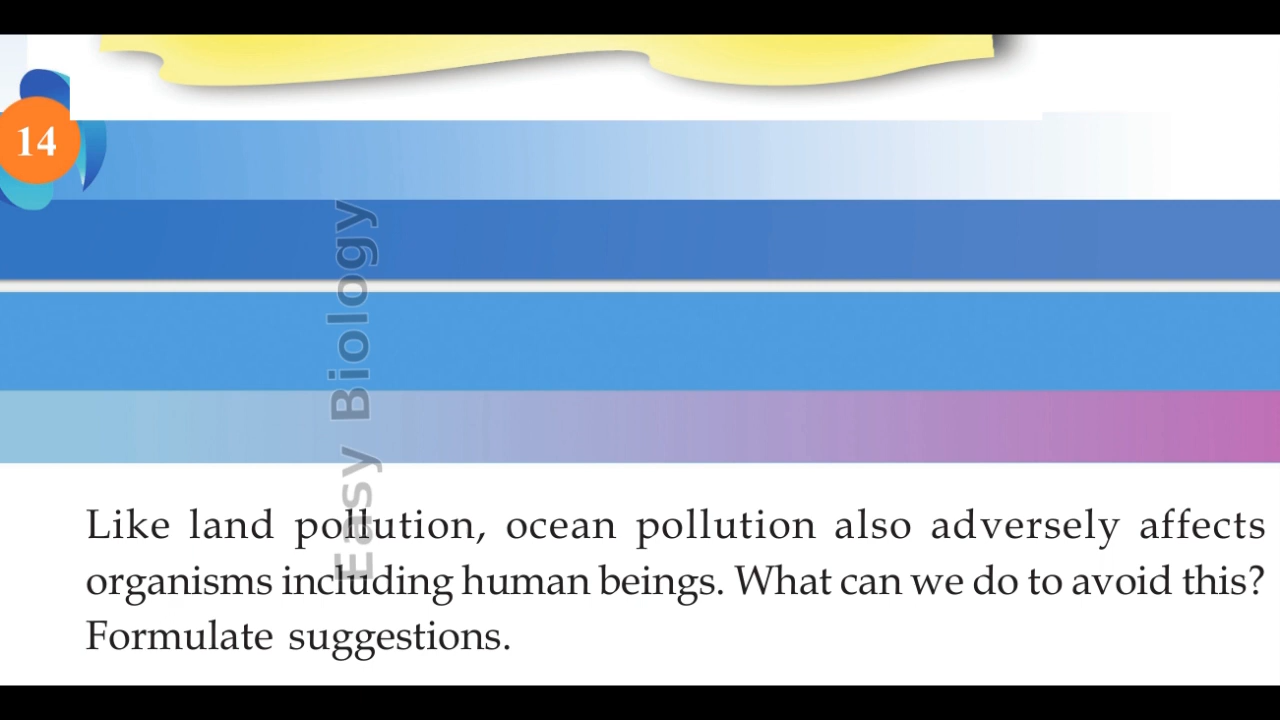 14
Easy Biology
Like land pollution, ocean pollution also adversely affects
organisms including human beings. What can we do to avoid this?
Formulate suggestions.